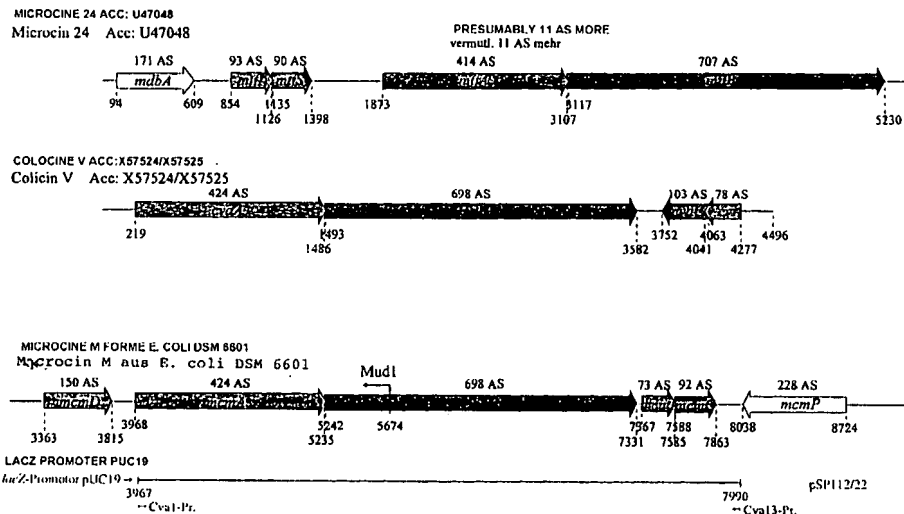 MICROCINE 24 ACC: U47048
Microcin 24 Acc: U47048
PRESUMABLY 11 AS MORE
vermutl. 11 AS mehr
171 AS 93 AS 90 AS 414 AS 707 AS
mdbA mtfI mtfS
94 609 854 1126 1135 1398 1873 3107 3117 5230
COLOCINE V ACC:X57524/X57525
Colicin V Acc: X57524/X57525
424 AS 698 AS 103 AS 78 AS
219 1486 1493 3582 3752 4041 4063 4277 4496
MICROCINE M FORME E. COLI DSM 6601
Microcin M aus E. coli DSM 6601
150 AS 424 AS Mud1 698 AS 73 AS 92 AS 228 AS
mcmD mcmA mcmP
3363 3815 3968 5235 5242 5674 7331 7367 7585 7588 7863 8038 8724
LACZ PROMOTER PUC19
lacZ-Promotor pUC19 → pSP112/22
3967 7990
←Cva1-Pr. ←Cva13-Pr.